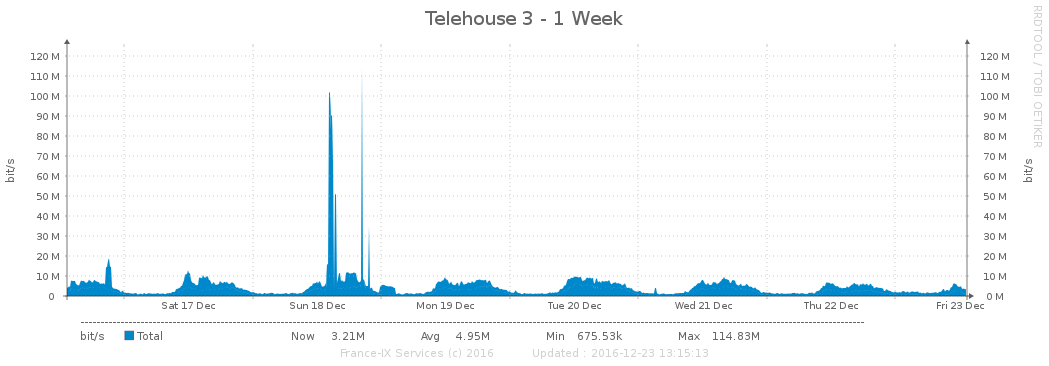 Telehouse 3 - 1 Week
RRDTOOL / TOBI OETIKER
bit/s
120 M 120 M
110 M 110 M
100 M 100 M
90 M 90 M
80 M 80 M
70 M 70 M
60 M 60 M
50 M 50 M
40 M 40 M
30 M 30 M
20 M 20 M
10 M 10 M
0 0 M
bit/s
Sat 17 Dec Sun 18 Dec Mon 19 Dec Tue 20 Dec Wed 21 Dec Thu 22 Dec Fri 23 Dec
bit/s Total Now 3.21M Avg 4.95M Min 675.53k Max 114.83M
France-IX Services (c) 2016 Updated : 2016-12-23 13:15:13